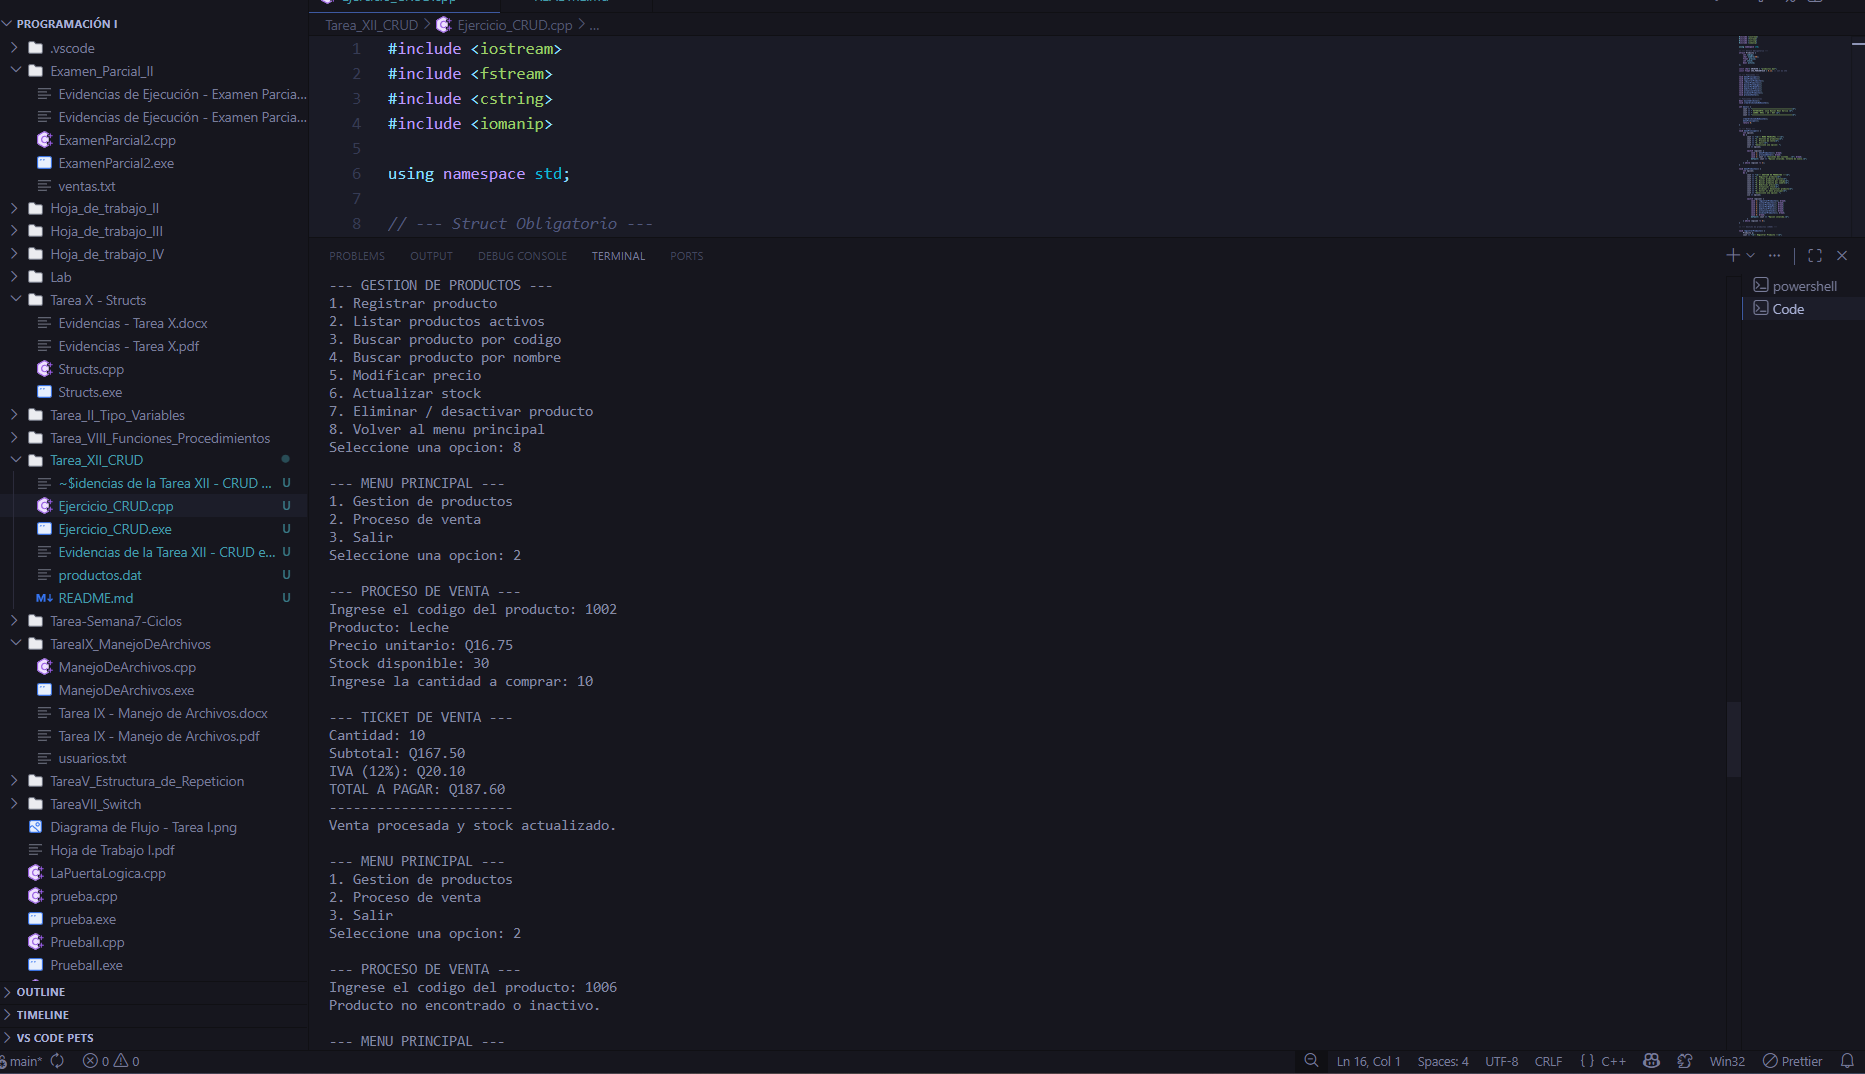 PROGRAMACIÓN I
.vscode
Examen_Parcial_II
Evidencias de Ejecución - Examen Parcia...
Evidencias de Ejecución - Examen Parcia...
ExamenParcial2.cpp
ExamenParcial2.exe
ventas.txt
Hoja_de_trabajo_II
Hoja_de_trabajo_III
Hoja_de_trabajo_IV
Lab
Tarea X - Structs
Evidencias - Tarea X.docx
Evidencias - Tarea X.pdf
Structs.cpp
Structs.exe
Tarea_II_Tipo_Variables
Tarea_VIII_Funciones_Procedimientos
Tarea_XII_CRUD
~$idencias de la Tarea XII - CRUD ... U
Ejercicio_CRUD.cpp U
Ejercicio_CRUD.exe U
Evidencias de la Tarea XII - CRUD e... U
productos.dat U
README.md U
Tarea-Semana7-Ciclos
TareaIX_ManejoDeArchivos
ManejoDeArchivos.cpp
ManejoDeArchivos.exe
Tarea IX - Manejo de Archivos.docx
Tarea IX - Manejo de Archivos.pdf
usuarios.txt
TareaV_Estructura_de_Repeticion
TareaVII_Switch
Diagrama de Flujo - Tarea I.png
Hoja de Trabajo I.pdf
LaPuertaLogica.cpp
prueba.cpp
prueba.exe
PruebaII.cpp
PruebaII.exe
OUTLINE
TIMELINE
VS CODE PETS
Tarea_XII_CRUD > Ejercicio_CRUD.cpp > ...
1 #include <iostream>
2 #include <fstream>
3 #include <cstring>
4 #include <iomanip>
5
6 using namespace std;
7
8 // --- Struct Obligatorio ---
PROBLEMS OUTPUT DEBUG CONSOLE TERMINAL PORTS
--- GESTION DE PRODUCTOS ---
1. Registrar producto
2. Listar productos activos
3. Buscar producto por codigo
4. Buscar producto por nombre
5. Modificar precio
6. Actualizar stock
7. Eliminar / desactivar producto
8. Volver al menu principal
Seleccione una opcion: 8
--- MENU PRINCIPAL ---
1. Gestion de productos
2. Proceso de venta
3. Salir
Seleccione una opcion: 2
--- PROCESO DE VENTA ---
Ingrese el codigo del producto: 1002
Producto: Leche
Precio unitario: Q16.75
Stock disponible: 30
Ingrese la cantidad a comprar: 10
--- TICKET DE VENTA ---
Cantidad: 10
Subtotal: Q167.50
IVA (12%): Q20.10
TOTAL A PAGAR: Q187.60
-----------------------
Venta procesada y stock actualizado.
--- MENU PRINCIPAL ---
1. Gestion de productos
2. Proceso de venta
3. Salir
Seleccione una opcion: 2
--- PROCESO DE VENTA ---
Ingrese el codigo del producto: 1006
Producto no encontrado o inactivo.
--- MENU PRINCIPAL ---
powershell
Code
main* 0 0
Ln 16, Col 1 Spaces: 4 UTF-8 CRLF {} C++ Win32 Prettier